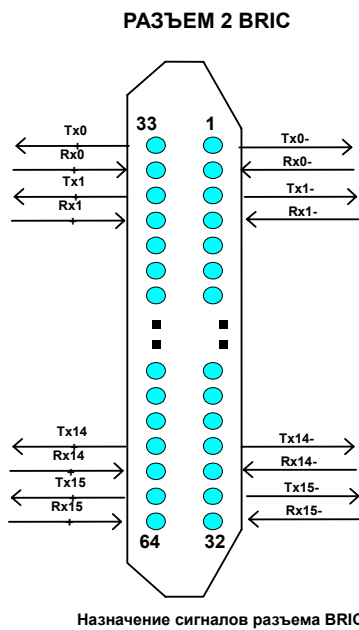 РАЗЪЕМ 2 BRIC
33 1
Tx0
+
Tx0-
Rx0
+
Rx0-
Tx1
+
Tx1-
Rx1
+
Rx1-
Tx14
+
Tx14-
Rx14
+
Rx14-
Tx15
+
Tx15-
Rx15
+
Rx15-
64 32
Назначение сигналов разъема BRIC